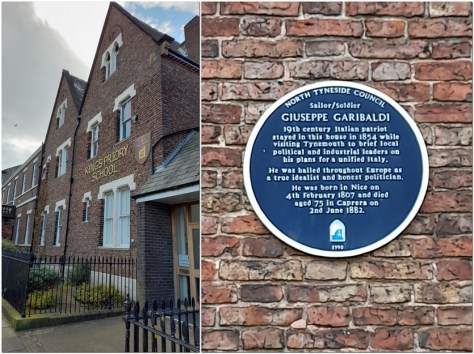 KING'S PRIORY
SCHOOL
NORTH TYNESIDE COUNCIL
Sailor/Soldier
GIUSEPPE GARIBALDI
19th century Italian patriot
stayed in this house in 1854 while
visiting Tynemouth to brief local
political and industrial leaders on
his plans for a unified Italy.
He was hailed throughout Europe as
a true idealist and honest politician.
He was born in Nice on
4th February 1807 and died
aged 75 in Caprera on
2nd June 1882.
1990